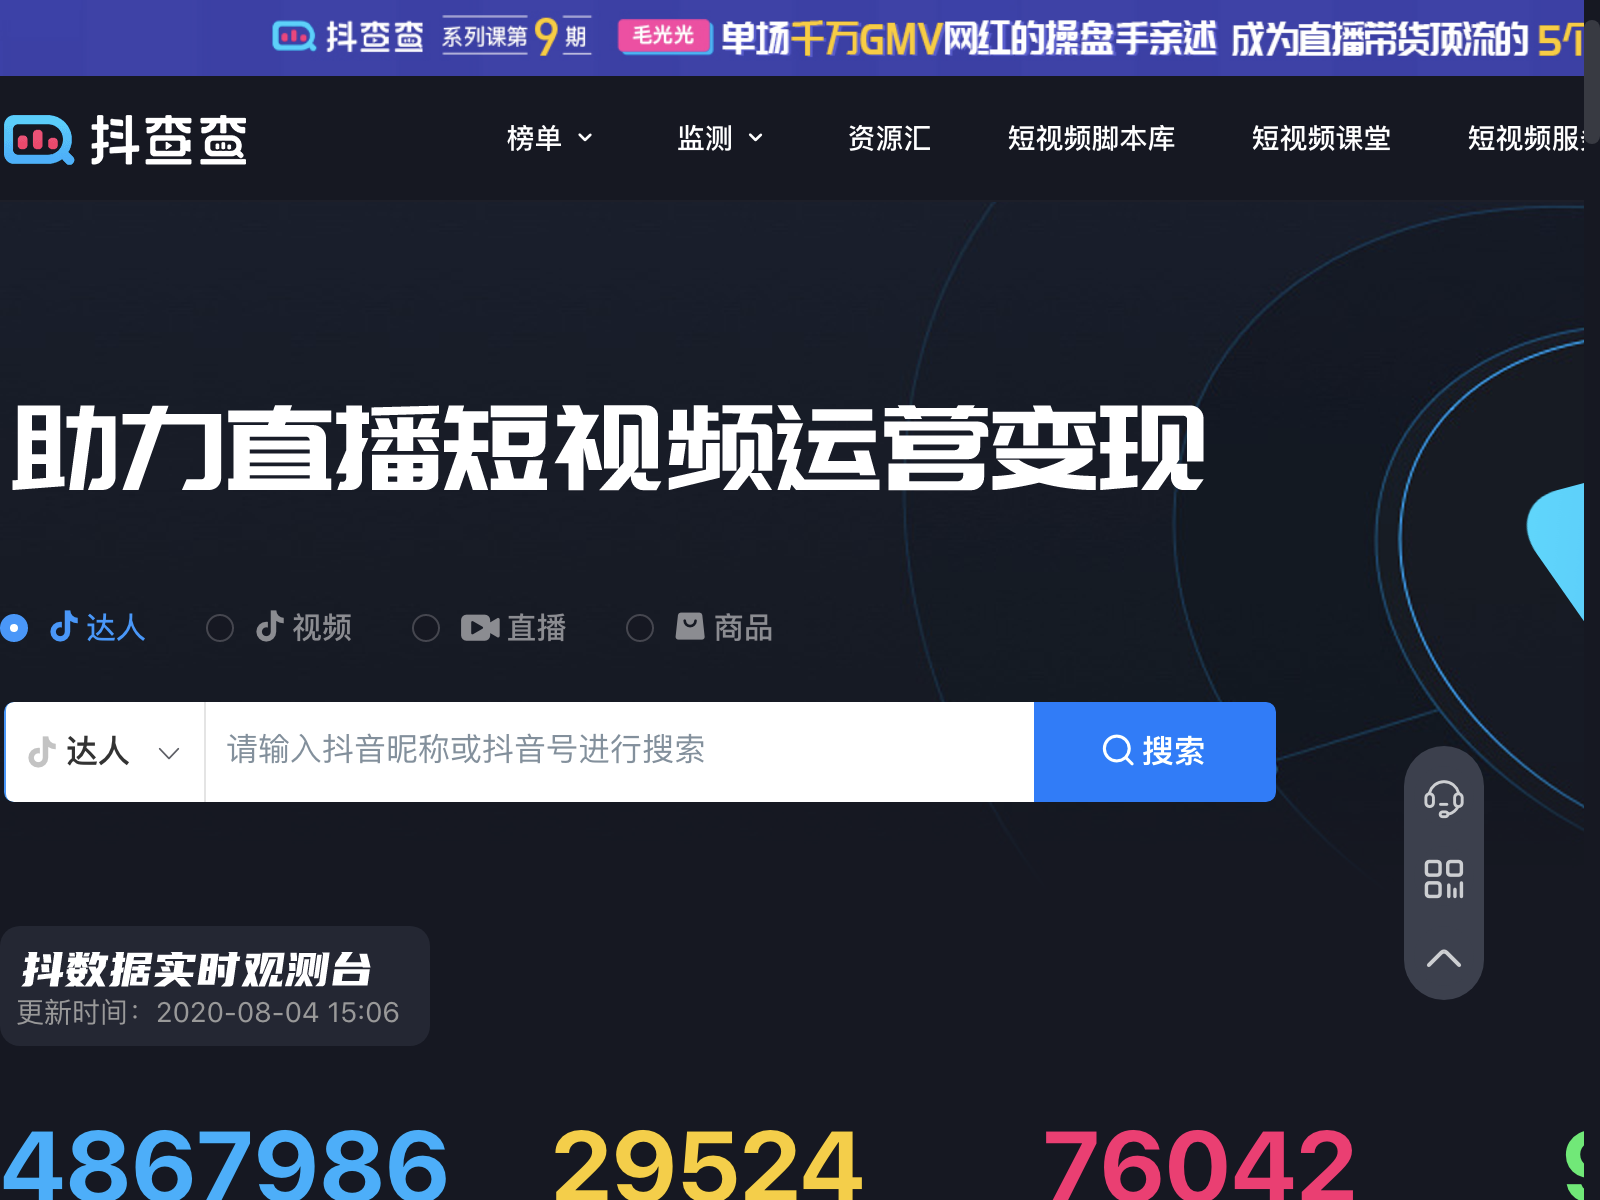 抖查查 系列课第9期 毛光光 单场千万GMV网红的操盘手亲述 成为直播带货顶流的 5个
抖查查
榜单 监测 资源汇 短视频脚本库 短视频课堂 短视频服
助力直播短视频运营变现
达人 视频 直播 商品
达人 请输入抖音昵称或抖音号进行搜索 搜索
抖数据实时观测台
更新时间：2020-08-04 15:06
4867986 29524 76042